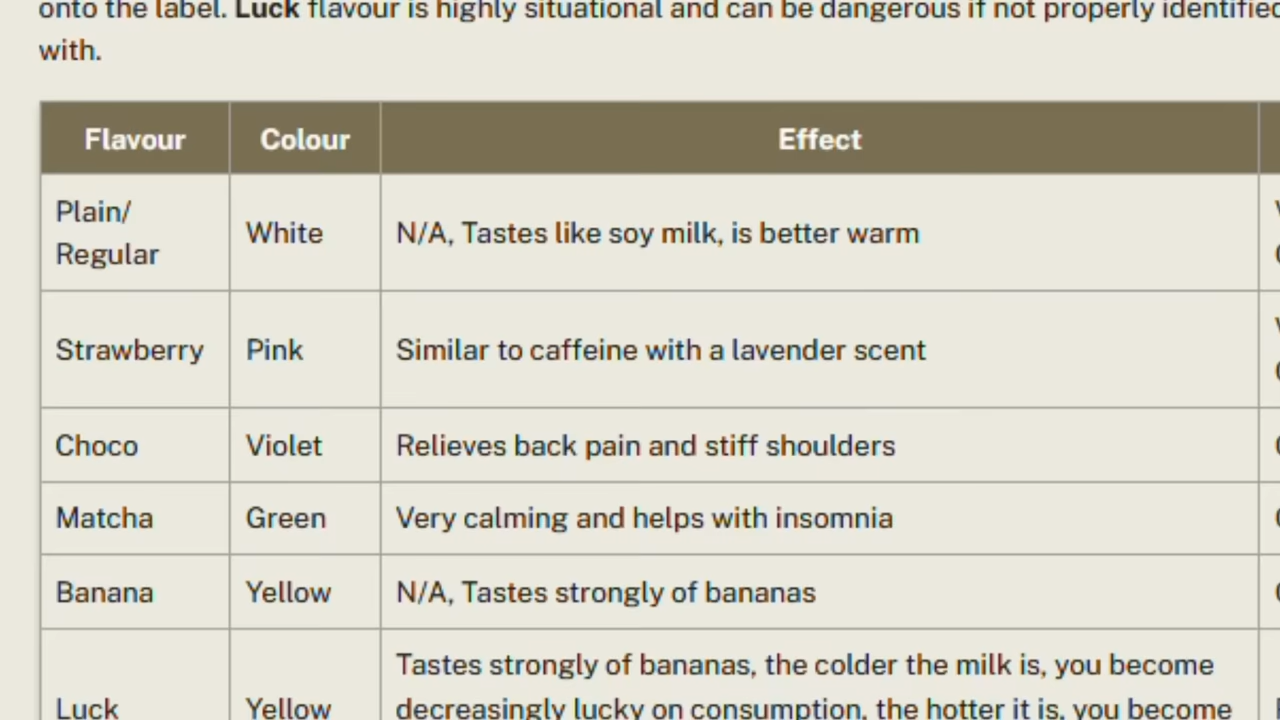 onto the label. Luck flavour is highly situational and can be dangerous if not properly identified
with.
Flavour Colour Effect
Plain/
Regular
White
N/A, Tastes like soy milk, is better warm
Strawberry Pink Similar to caffeine with a lavender scent
Choco Violet Relieves back pain and stiff shoulders
Matcha Green Very calming and helps with insomnia
Banana Yellow N/A, Tastes strongly of bananas
Tastes strongly of bananas, the colder the milk is, you become
Luck Yellow decreasingly lucky on consumption, the hotter it is, you become